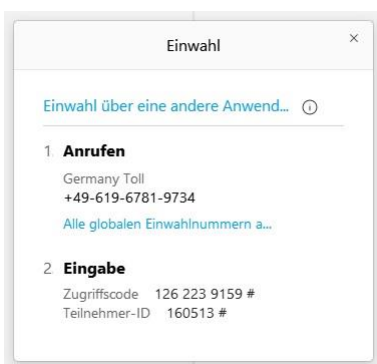 Einwahl
Einwahl über eine andere Anwend...
1. Anrufen
Germany Toll
+49-619-6781-9734
Alle globalen Einwahlnummern a...
2. Eingabe
Zugriffscode 126 223 9159 #
Teilnehmer-ID 160513 #